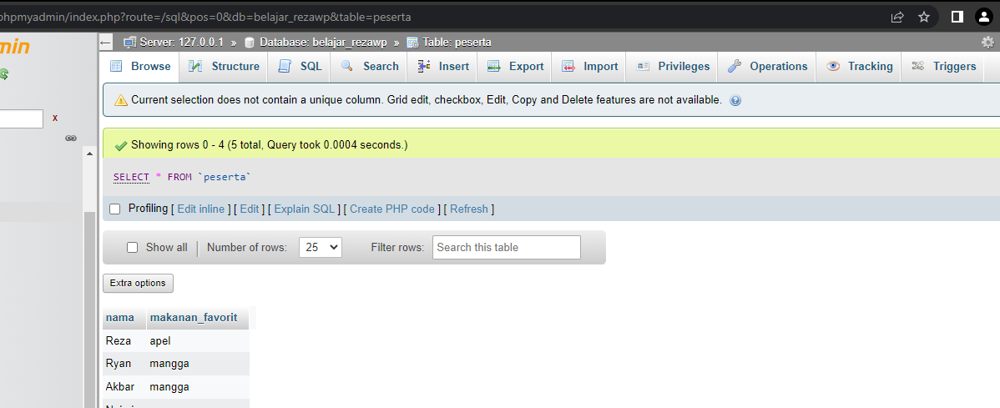 phpmyadmin/index.php?route=/sql&pos=0&db=belajar_rezawp&table=peserta
min
Server: 127.0.0.1 » Database: belajar_rezawp » Table: peserta
Browse Structure SQL Search Insert Export Import Privileges Operations Tracking Triggers
Current selection does not contain a unique column. Grid edit, checkbox, Edit, Copy and Delete features are not available.
x
Showing rows 0 - 4 (5 total, Query took 0.0004 seconds.)
SELECT * FROM `peserta`
Profiling [ Edit inline ] [ Edit ] [ Explain SQL ] [ Create PHP code ] [ Refresh ]
Show all Number of rows: 25 Filter rows: Search this table
Extra options
nama makanan_favorit
Reza apel
Ryan mangga
Akbar mangga